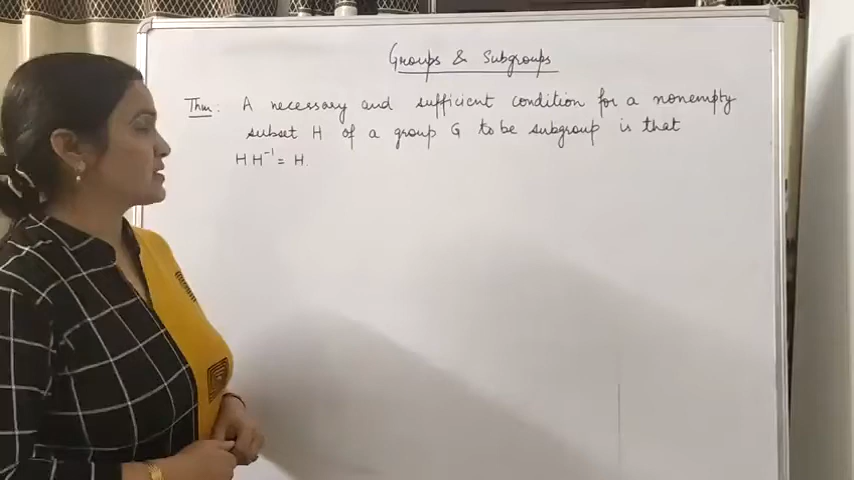 Groups & Subgroups
Thm: A necessary and sufficient condition for a nonempty
subset H of a group G to be subgroup is that
HH⁻¹ = H